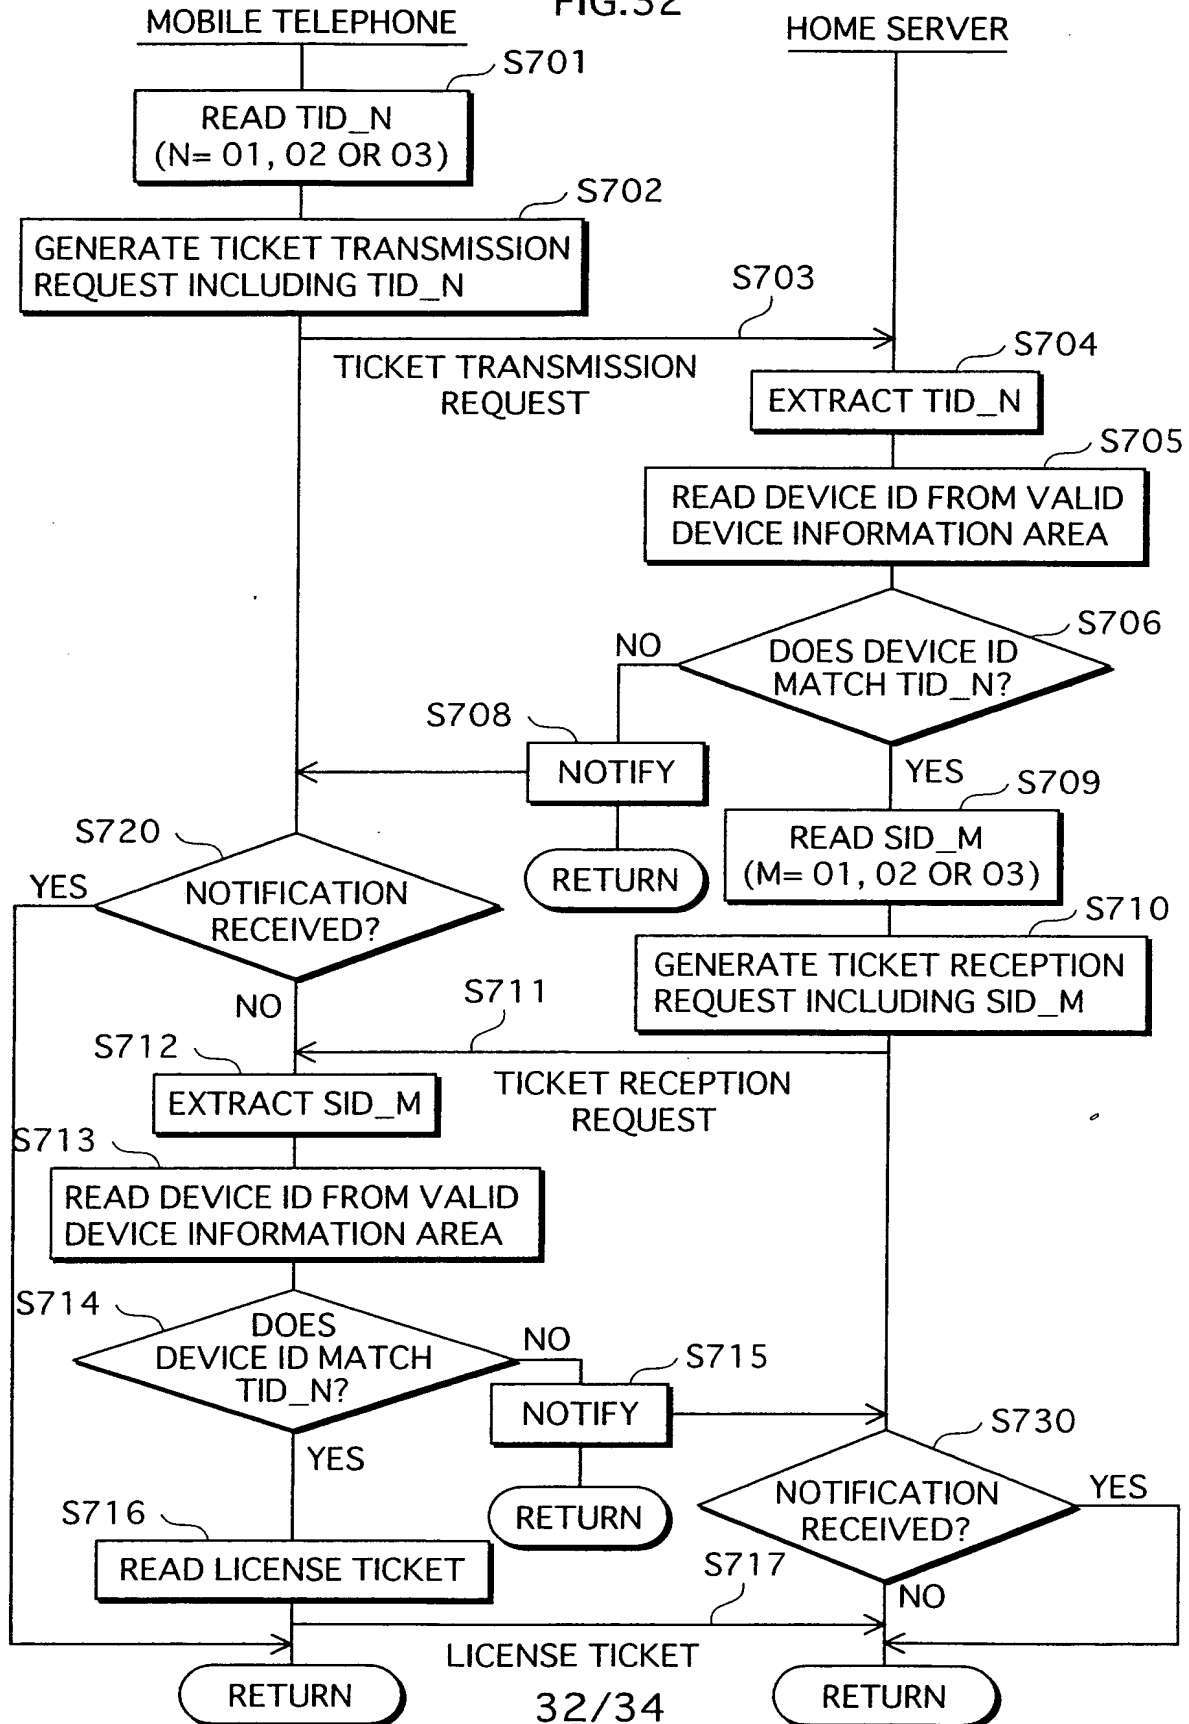 FIG.32
MOBILE TELEPHONE
HOME SERVER
S701
READ TID_N
(N= 01, 02 OR 03)
S702
GENERATE TICKET TRANSMISSION
REQUEST INCLUDING TID_N
S703
TICKET TRANSMISSION
REQUEST
S704
EXTRACT TID_N
S705
READ DEVICE ID FROM VALID
DEVICE INFORMATION AREA
S706
DOES DEVICE ID
MATCH TID_N?
NO
S708
NOTIFY
RETURN
YES
S709
READ SID_M
(M= 01, 02 OR 03)
S720
YES
NOTIFICATION
RECEIVED?
NO
S710
GENERATE TICKET RECEPTION
REQUEST INCLUDING SID_M
S711
TICKET RECEPTION
REQUEST
S712
EXTRACT SID_M
S713
READ DEVICE ID FROM VALID
DEVICE INFORMATION AREA
S714
DOES
DEVICE ID MATCH
TID_N?
NO
S715
NOTIFY
RETURN
YES
S730
NOTIFICATION
RECEIVED?
YES
NO
S716
READ LICENSE TICKET
S717
LICENSE TICKET
RETURN
RETURN
32/34